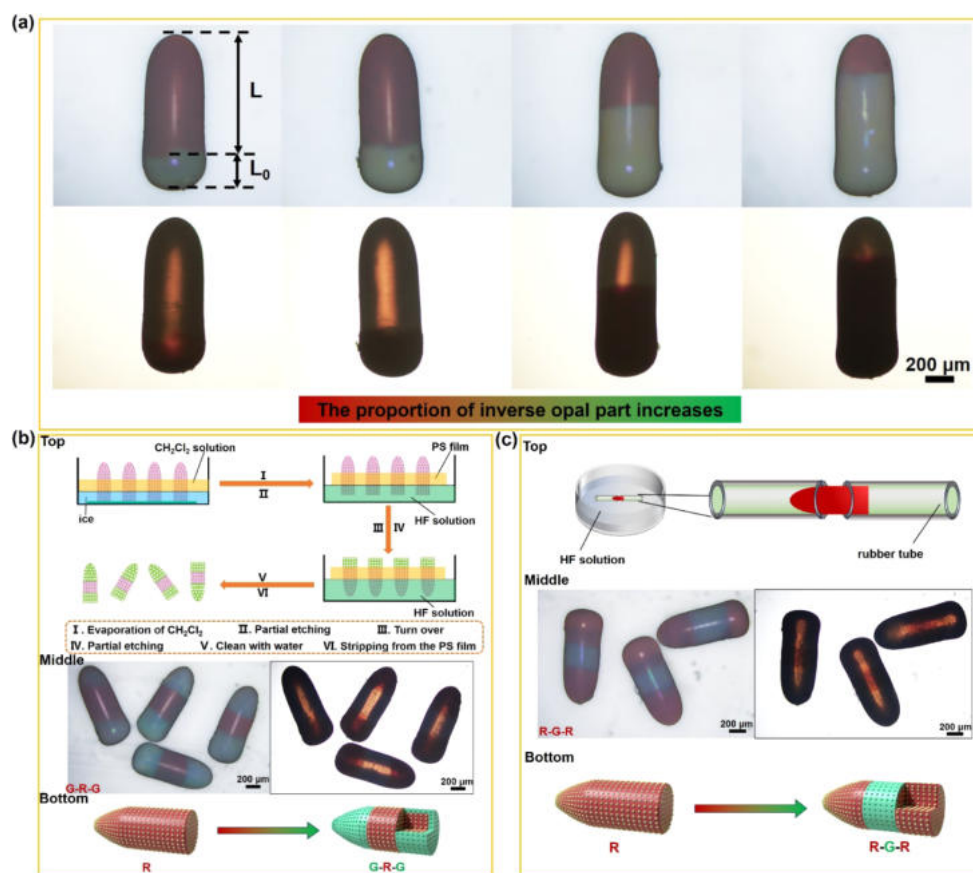 (a)
L
L0
200 μm
The proportion of inverse opal part increases
(b)
Top
CH2Cl2 solution
PS film
I
II
ice
HF solution
III IV
V
VI
HF solution
I. Evaporation of CH2Cl2 II. Partial etching III. Turn over
IV. Partial etching V. Clean with water VI. Stripping from the PS film
Middle
G-R-G
200 μm
200 μm
Bottom
R
G-R-G
(c)
Top
HF solution
rubber tube
Middle
R-G-R
200 μm
200 μm
Bottom
R
R-G-R